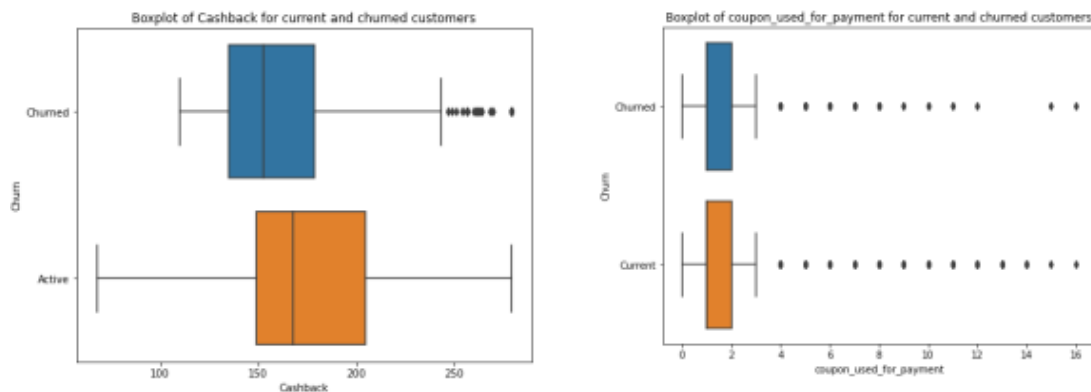 Boxplot of Cashback for current and churned customers
Churned
Churn
Active
100 150 200 250
Cashback
Boxplot of coupon_used_for_payment for current and churned customers
Churned
Churn
Current
0 2 4 6 8 10 12 14 16
coupon_used_for_payment